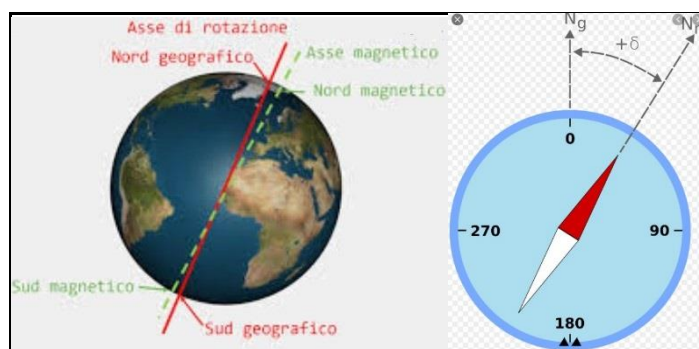 Asse di rotazione
Nord geografico
Asse magnetico
Nord magnetico
Sud magnetico
Sud geografico
Ng
+δ
0
270
90
180